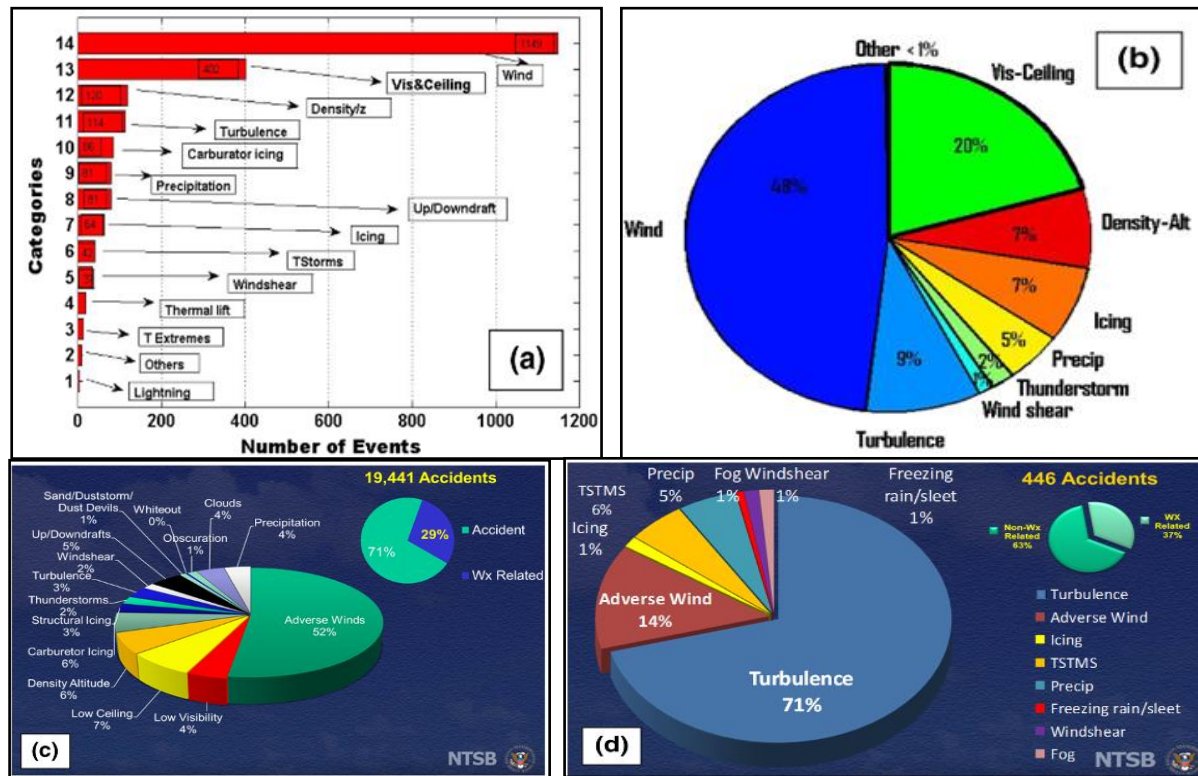 14
1149
Wind
13
402
Vis&Ceiling
12
120
Density/z
11
114
Turbulence
10
86
Carburator icing
9
81
Precipitation
8
81
Up/Downdraft
7
64
Icing
6
42
TStorms
5
Windshear
4
Thermal lift
3
T Extremes
2
Others
1
Lightning
Categories
(a)
0 200 400 600 800 1000 1200
Number of Events
Other <1%
Vis-Ceiling
(b)
20%
48%
Wind
Density-Alt
7%
7%
Icing
5%
Precip
2%
Thunderstorm
1%
Wind shear
9%
Turbulence
19,441 Accidents
Sand/Duststorm/
Dust Devils
1%
Whiteout
0%
Clouds
4%
Precipitation
4%
Obscuration
1%
Up/Downdrafts
5%
Windshear
2%
Turbulence
3%
Thunderstorms
2%
Structural Icing
3%
Carburetor Icing
6%
Density Altitude
6%
Low Ceiling
7%
Low Visibility
4%
Adverse Winds
52%
71%
29%
Accident
Wx Related
(c)
NTSB
446 Accidents
Precip
5%
Fog
1%
Windshear
1%
Freezing
rain/sleet
1%
TSTMS
6%
Icing
1%
Adverse Wind
14%
Turbulence
71%
Non-Wx
Related
63%
WX
Related
37%
Turbulence
Adverse Wind
Icing
TSTMS
Precip
Freezing rain/sleet
Windshear
Fog
(d)
NTSB